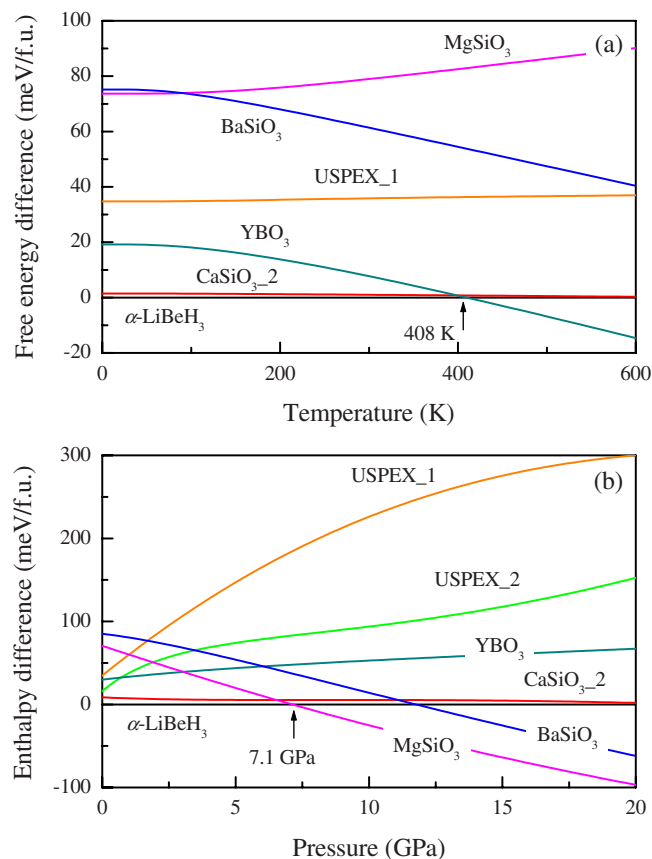 100
(a)
MgSiO3
80
BaSiO3
60
USPEX_1
40
YBO3
20
CaSiO3_2
0
α-LiBeH3
408 K
-20
0
200
400
600
Free energy difference (meV/f.u.)
Temperature (K)
300
(b)
USPEX_1
200
USPEX_2
100
YBO3
CaSiO3_2
0
α-LiBeH3
7.1 GPa
MgSiO3
BaSiO3
-100
0
5
10
15
20
Enthalpy difference (meV/f.u.)
Pressure (GPa)